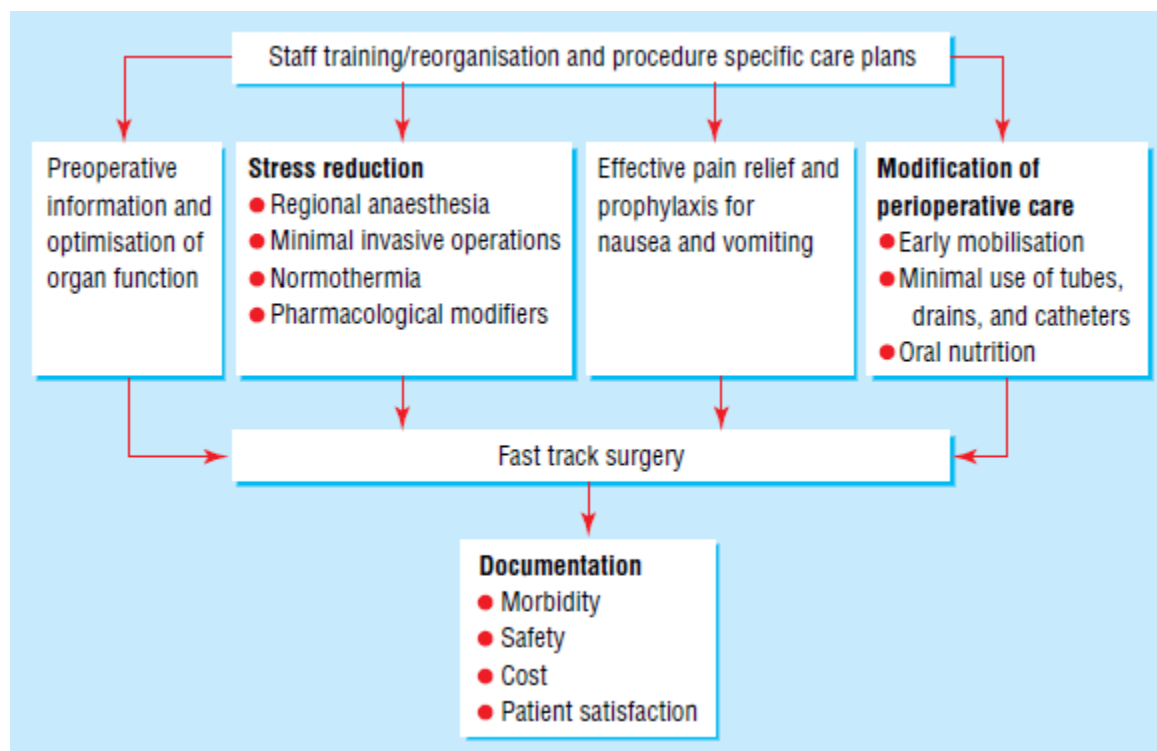 Staff training/reorganisation and procedure specific care plans
Preoperative
information and
optimisation of
organ function
Stress reduction
● Regional anaesthesia
● Minimal invasive operations
● Normothermia
● Pharmacological modifiers
Effective pain relief and
prophylaxis for
nausea and vomiting
Modification of
perioperative care
● Early mobilisation
● Minimal use of tubes,
drains, and catheters
● Oral nutrition
Fast track surgery
Documentation
● Morbidity
● Safety
● Cost
● Patient satisfaction